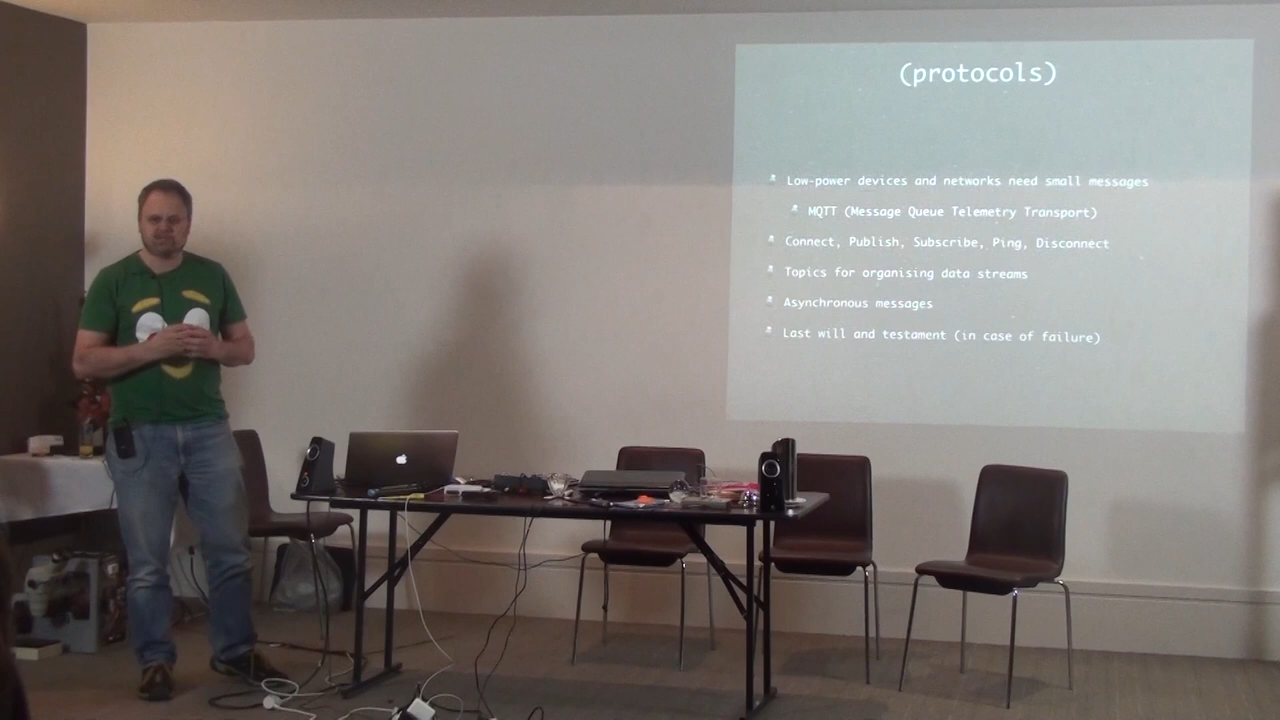 (protocols)
Low-power devices and networks need small messages
MQTT (Message Queue Telemetry Transport)
Connect, Publish, Subscribe, Ping, Disconnect
Topics for organising data streams
Asynchronous messages
Last will and testament (in case of failure)